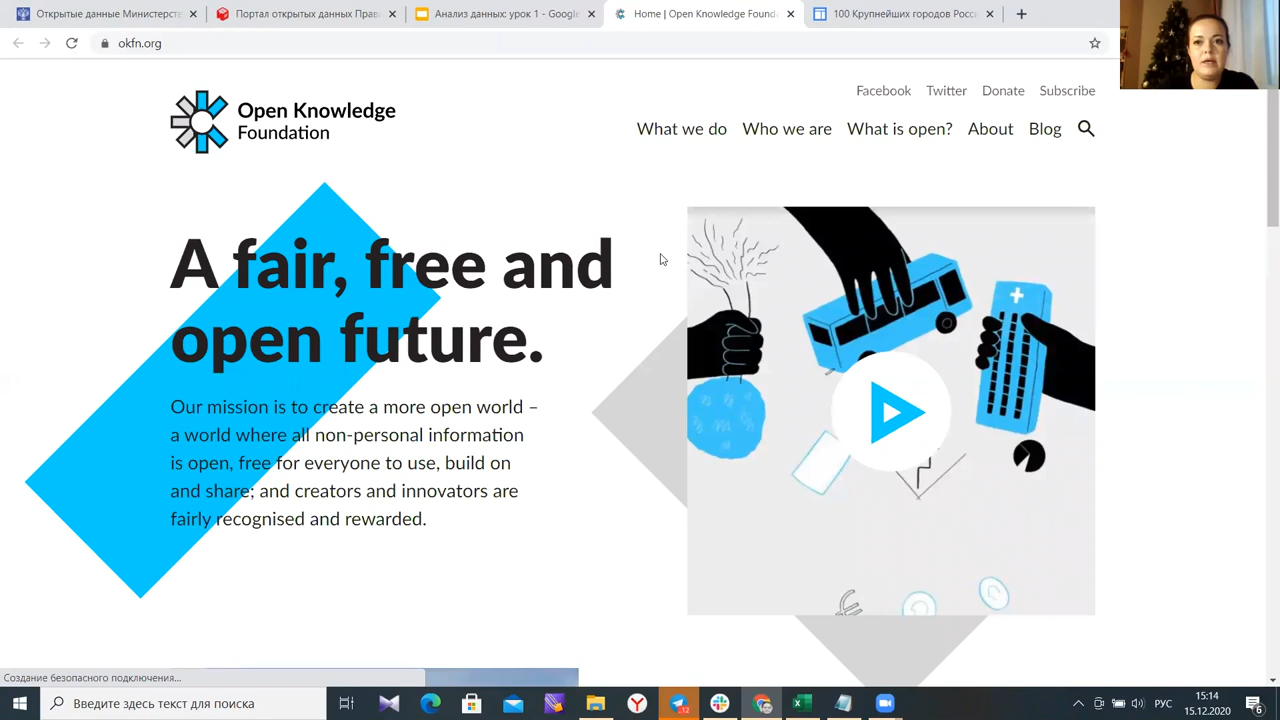 Открытые данные Министерст
Портал открытых данных Прав
Анализ данных: урок 1 - Google
Home | Open Knowledge Founda
100 Крупнейших городов Росс
okfn.org
Facebook Twitter Donate Subscribe
Open Knowledge
Foundation
What we do Who we are What is open? About Blog
A fair, free and
open future.
Our mission is to create a more open world –
a world where all non-personal information
is open, free for everyone to use, build on
and share; and creators and innovators are
fairly recognised and rewarded.
Создание безопасного подключения...
Введите здесь текст для поиска
12
РУС
15:14
15.12.2020
6